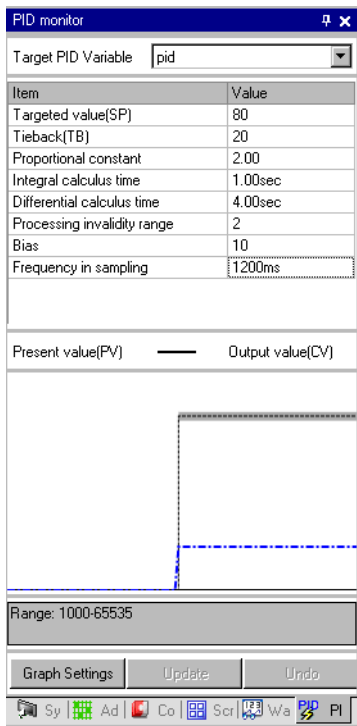 PID monitor
Target PID Variable pid
Item Value
Targeted value(SP) 80
Tieback(TB) 20
Proportional constant 2.00
Integral calculus time 1.00sec
Differential calculus time 4.00sec
Processing invalidity range 2
Bias 10
Frequency in sampling 1200ms
Present value(PV) Output value(CV)
Range: 1000-65535
Graph Settings Update Undo
Sy Ad Co Scr 123 Wa PID PI